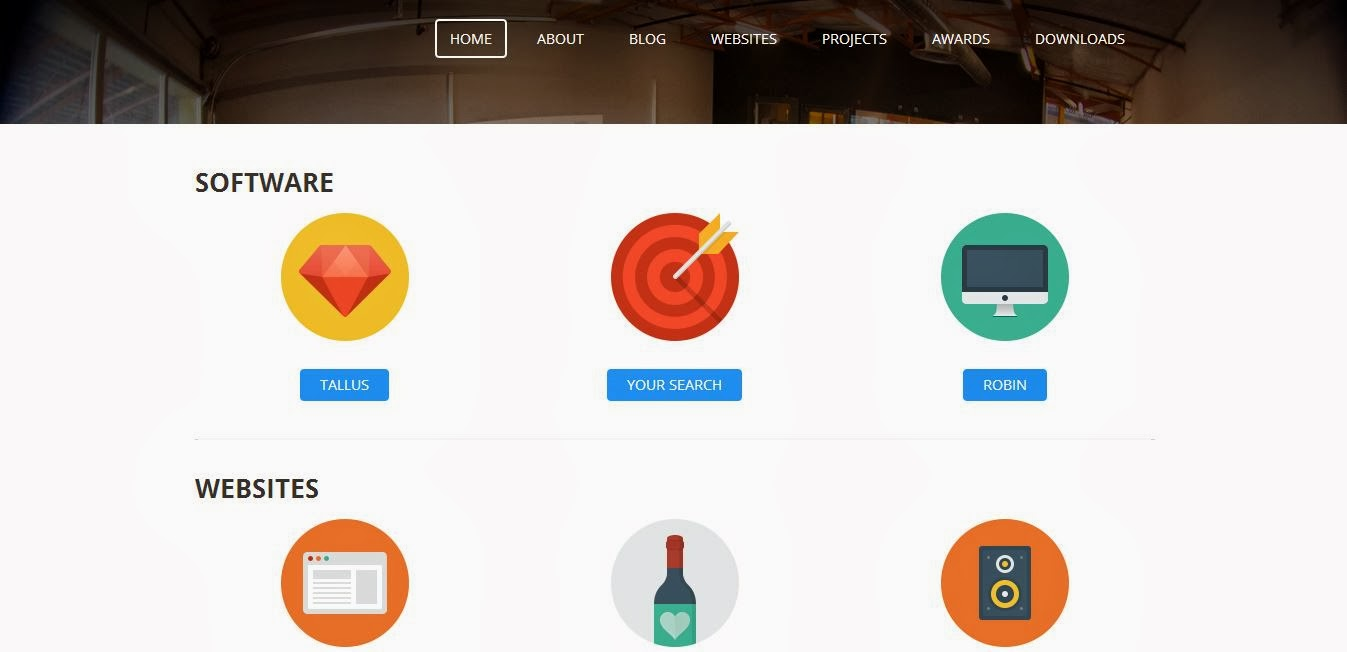 HOME ABOUT BLOG WEBSITES PROJECTS AWARDS DOWNLOADS
SOFTWARE
TALLUS YOUR SEARCH ROBIN
WEBSITES